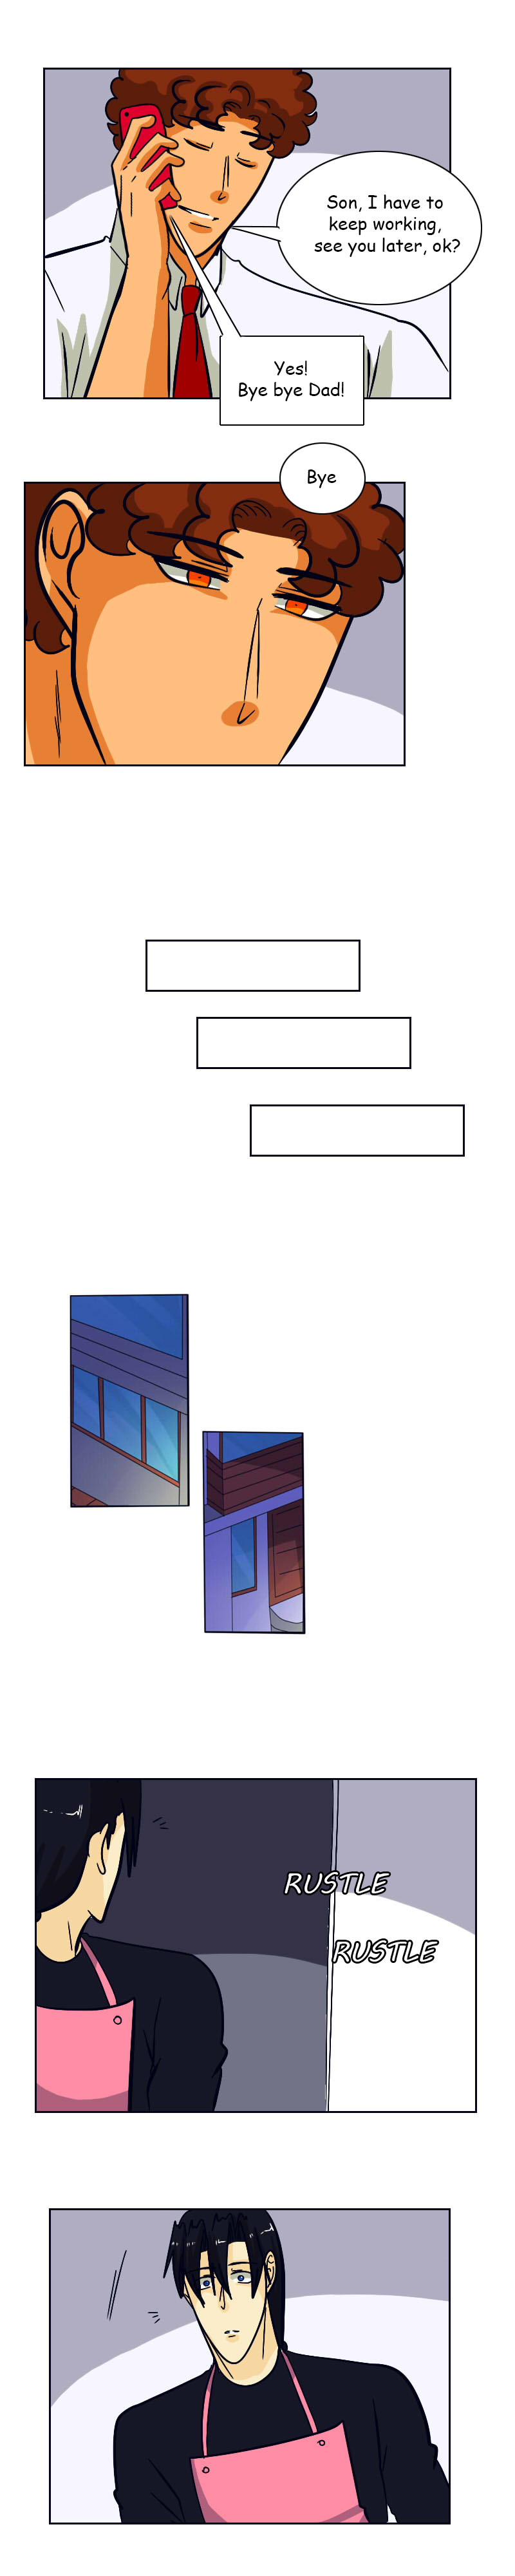 Son, I have to
keep working,
see you later, ok?
Yes!
Bye bye Dad!
Bye
RUSTLE
RUSTLE